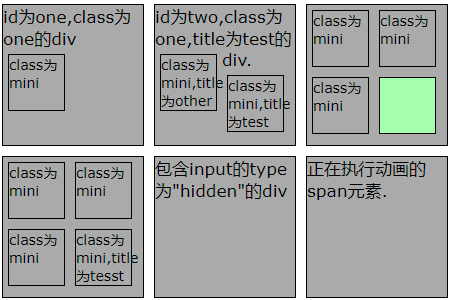 id为one,class为
one的div
class为
mini
id为two,class为
one,title为test的
div.
class为
mini,title
为other
class为
mini,title
为test
class为
mini
class为
mini
class为
mini
class为
mini
class为
mini
class为
mini
class为
mini,title
为tesst
包含input的type
为"hidden"的div
正在执行动画的
span元素.